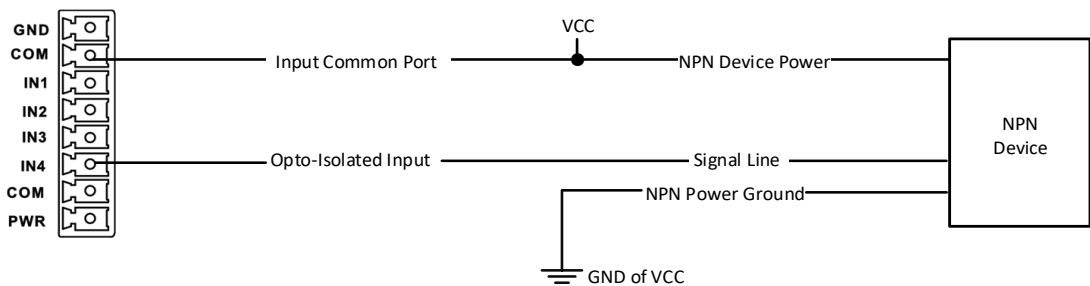 VCC
GND
COM
Input Common Port
NPN Device Power
IN1
IN2
IN3
NPN
Device
IN4
Opto-Isolated Input
Signal Line
COM
NPN Power Ground
PWR
GND of VCC